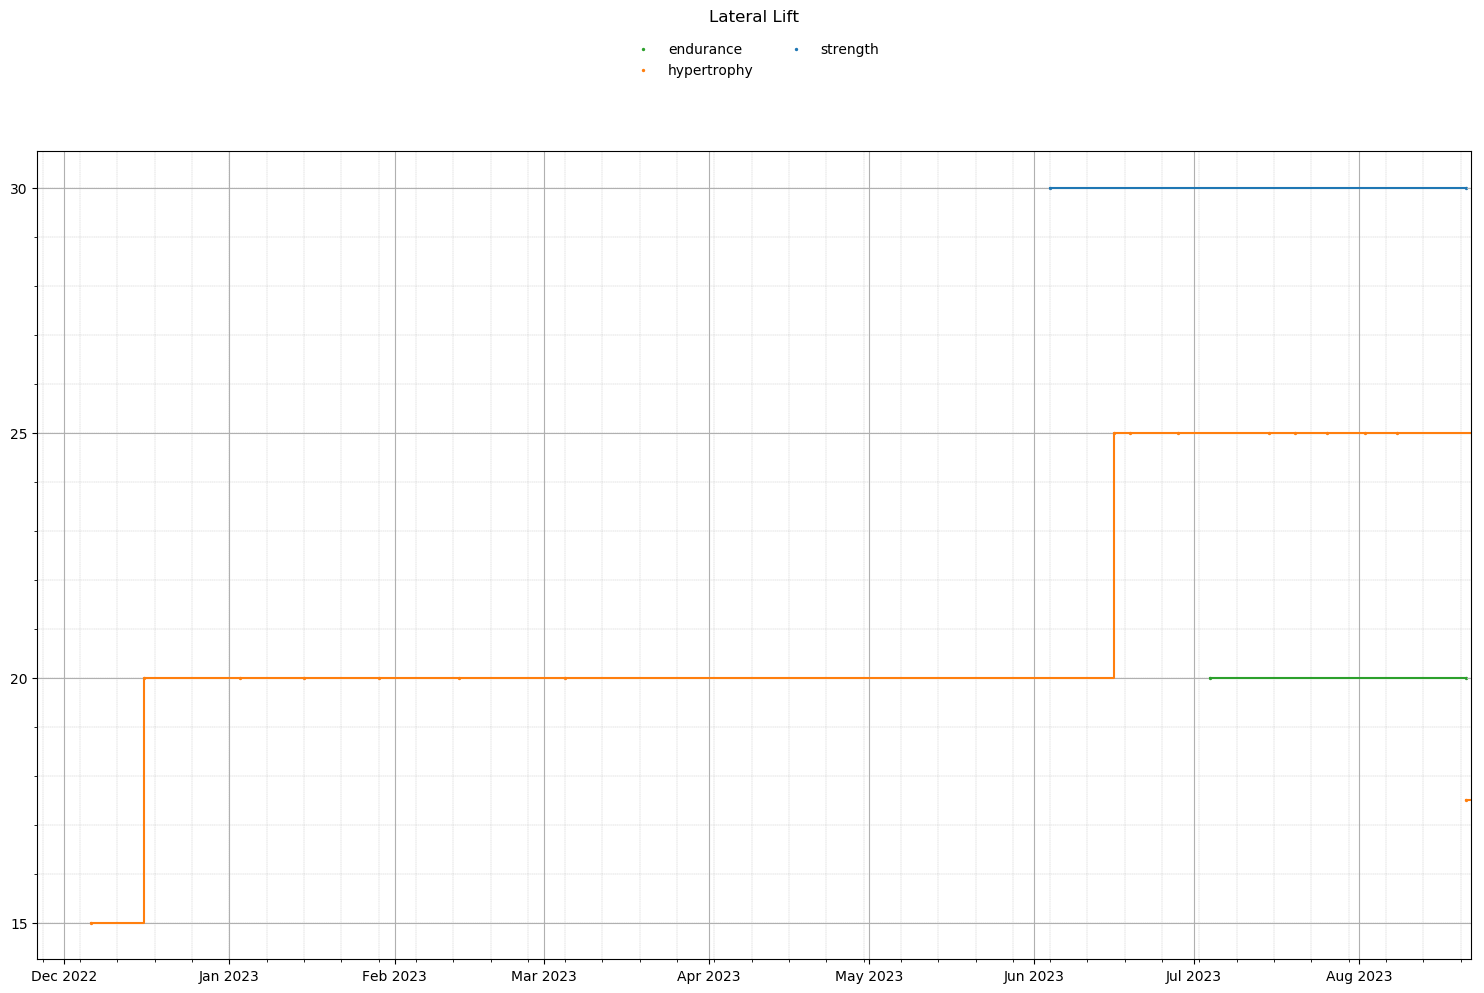 Lateral Lift
endurance
hypertrophy
strength
30
25
20
15
Dec 2022
Jan 2023
Feb 2023
Mar 2023
Apr 2023
May 2023
Jun 2023
Jul 2023
Aug 2023